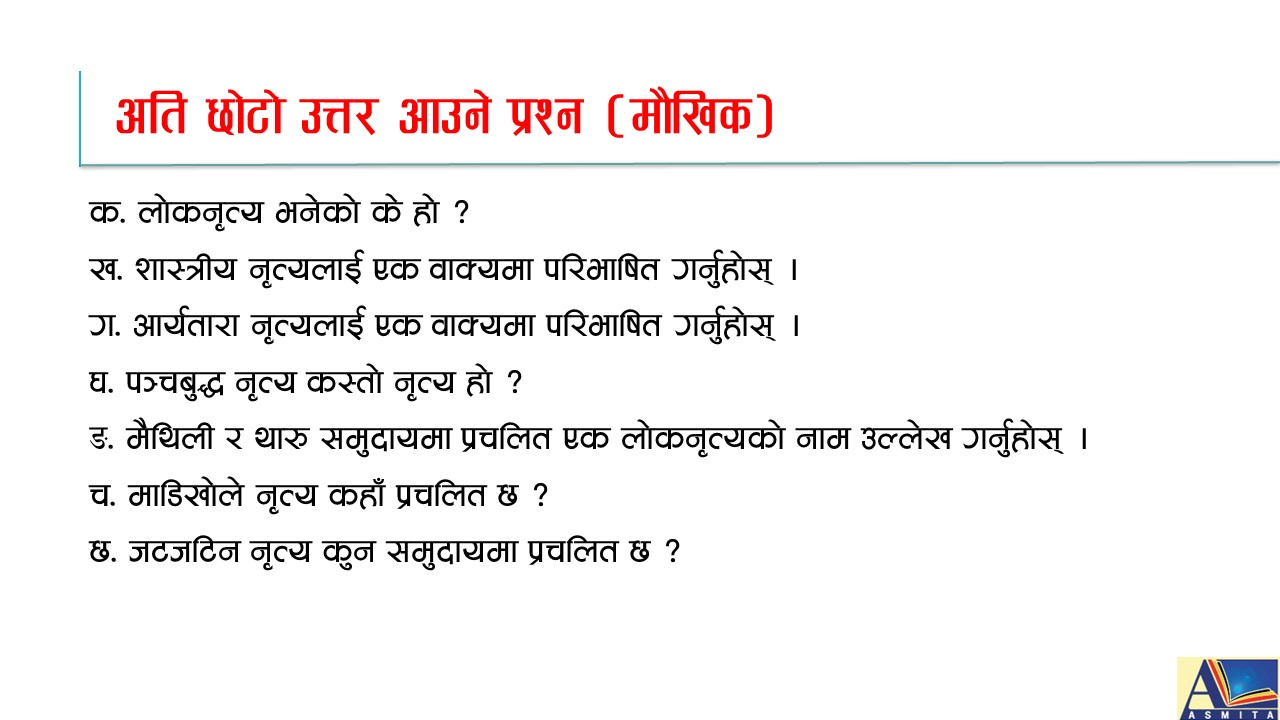 अति छोटो उत्तर आउने प्रश्न (मौखिक)
क. लोकनृत्य भनेको के हो ?
ख. शास्त्रीय नृत्यलाई एक वाक्यमा परिभाषित गर्नुहोस् ।
ग. आर्यतारा नृत्यलाई एक वाक्यमा परिभाषित गर्नुहोस् ।
घ. पञ्चबुद्ध नृत्य कस्तो नृत्य हो ?
ङ. मैथिली र थारु समुदायमा प्रचलित एक लोकनृत्यको नाम उल्लेख गर्नुहोस् ।
च. माडिखोले नृत्य कहाँ प्रचलित छ ?
छ. जटजटिन नृत्य कुन समुदायमा प्रचलित छ ?
ASMITA